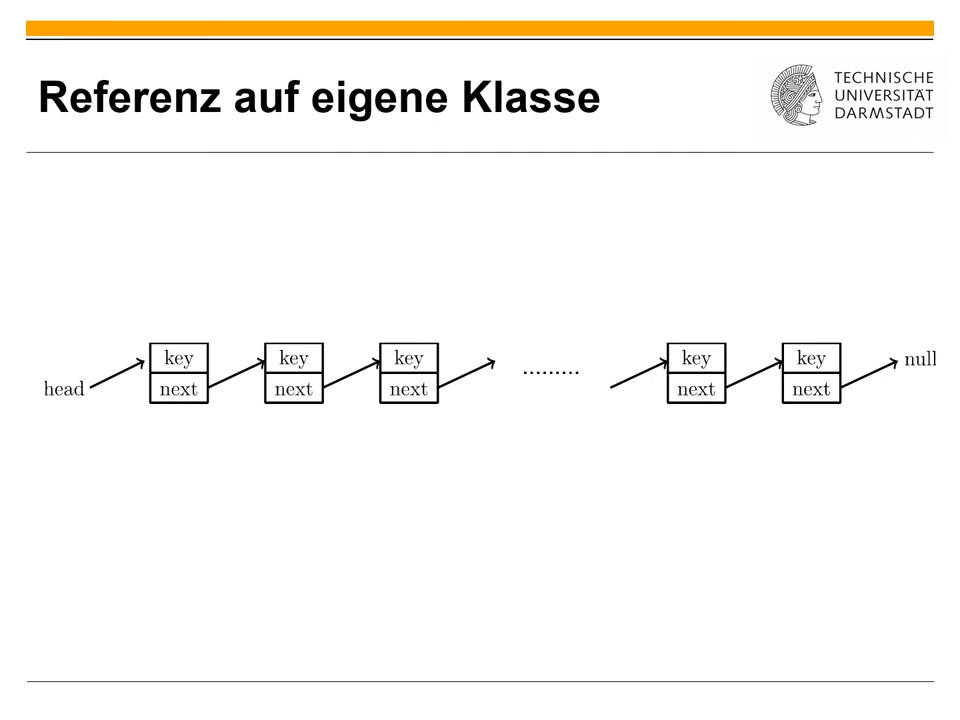 Referenz auf eigene Klasse
TECHNISCHE
UNIVERSITÄT
DARMSTADT
key key key key key null
head next next next ......... next next